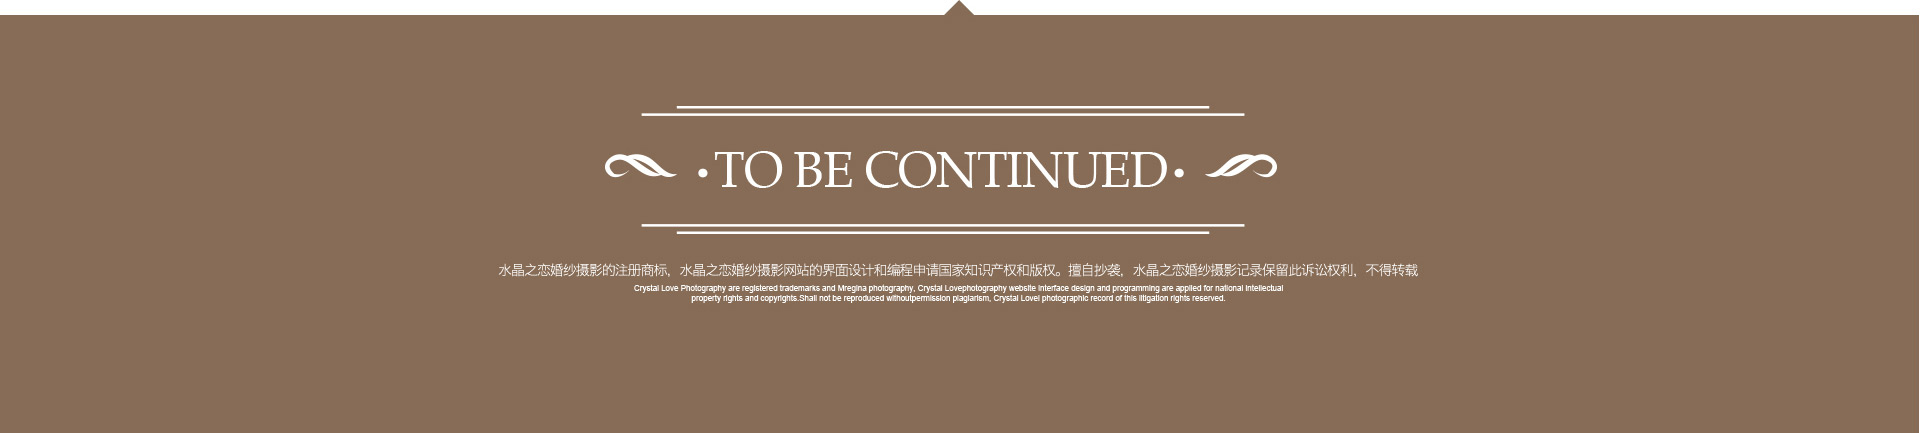 ·TO BE CONTINUED·
水晶之恋婚纱摄影的注册商标，水晶之恋婚纱摄影网站的界面设计和编程申请国家知识产权和版权。擅自抄袭，水晶之恋婚纱摄影记录保留此诉讼权利，不得转载
Crystal Love Photcgraphy are registered trademarks and Mregina photography, Crystal Lovephotography website interface design and programming are applied for national intellectual
property rights and copyrights.Shall not be reproduced withoutpermission plagiarism, Crystal Lovel photographic record of this litigation rights reserved.